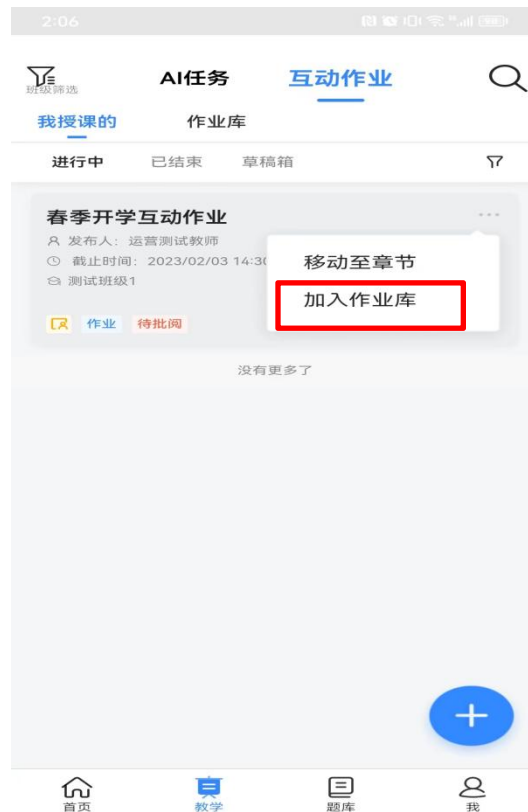 2:06
班级筛选
AI任务
互动作业
我授课的
作业库
进行中
已结束
草稿箱
春季开学互动作业
发布人：运营测试教师
截止时间：2023/02/03 14:30
测试班级1
移动至章节
加入作业库
作业
待批阅
没有更多了
首页
教学
题库
我